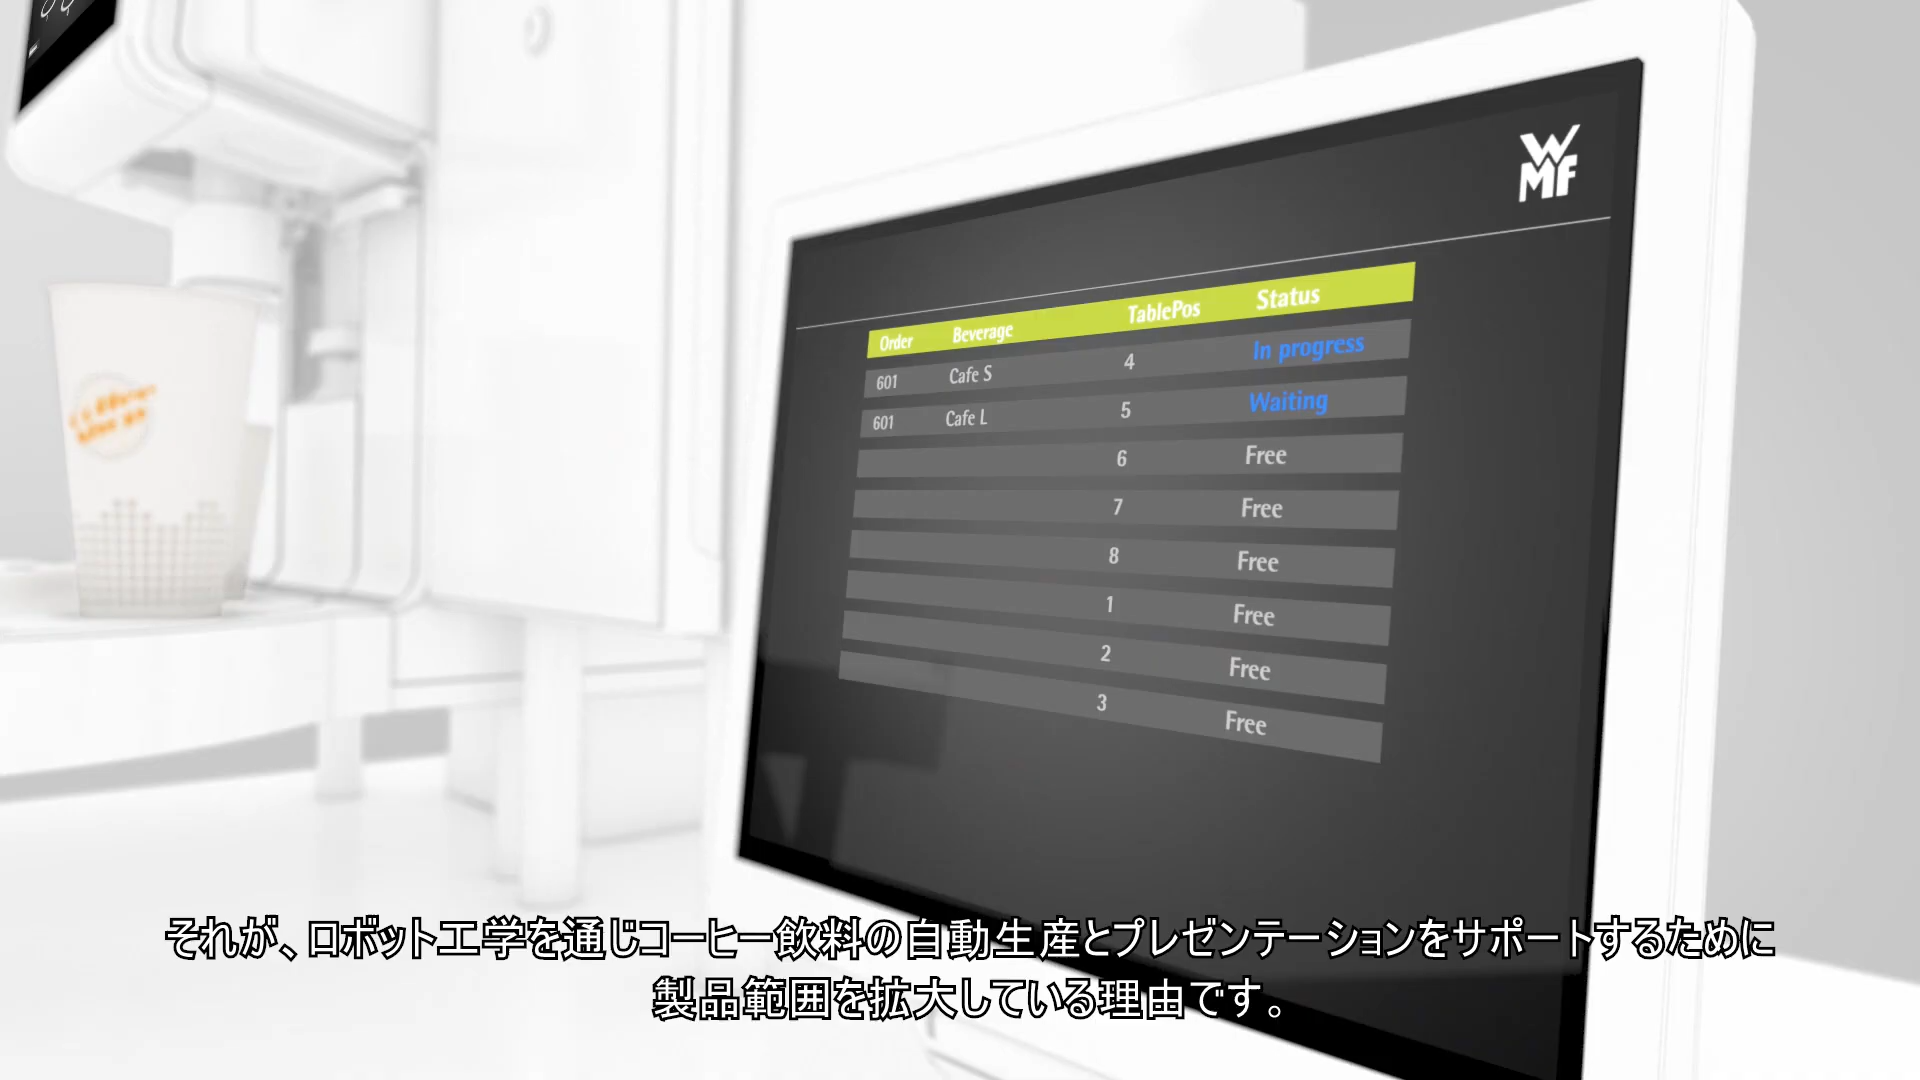 WMF
Order Beverage TablePos Status
601 Cafe S 4 In progress
601 Cafe L 5 Waiting
6 Free
7 Free
8 Free
1 Free
2 Free
3 Free
それが、ロボット工学を通じコーヒー飲料の自動生産とプレゼンテーションをサポートするために
製品範囲を拡大している理由です。